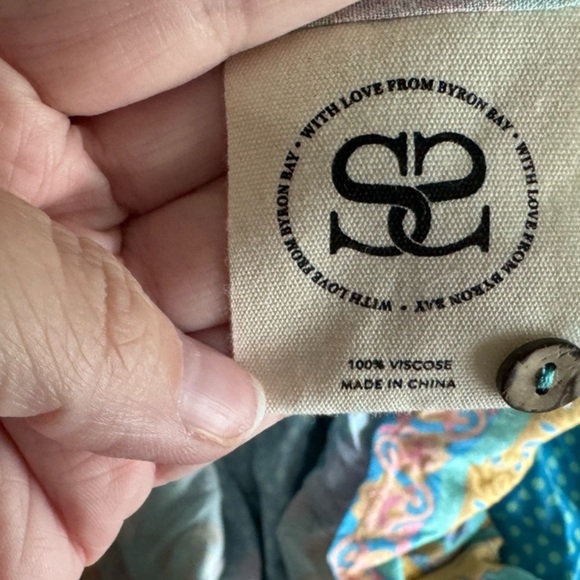 WITH LOVE FROM BYRON BAY • WITH LOVE FROM BYRON BAY • WITH LOVE FROM BYRON BAY •
100% VISCOSE
MADE IN CHINA